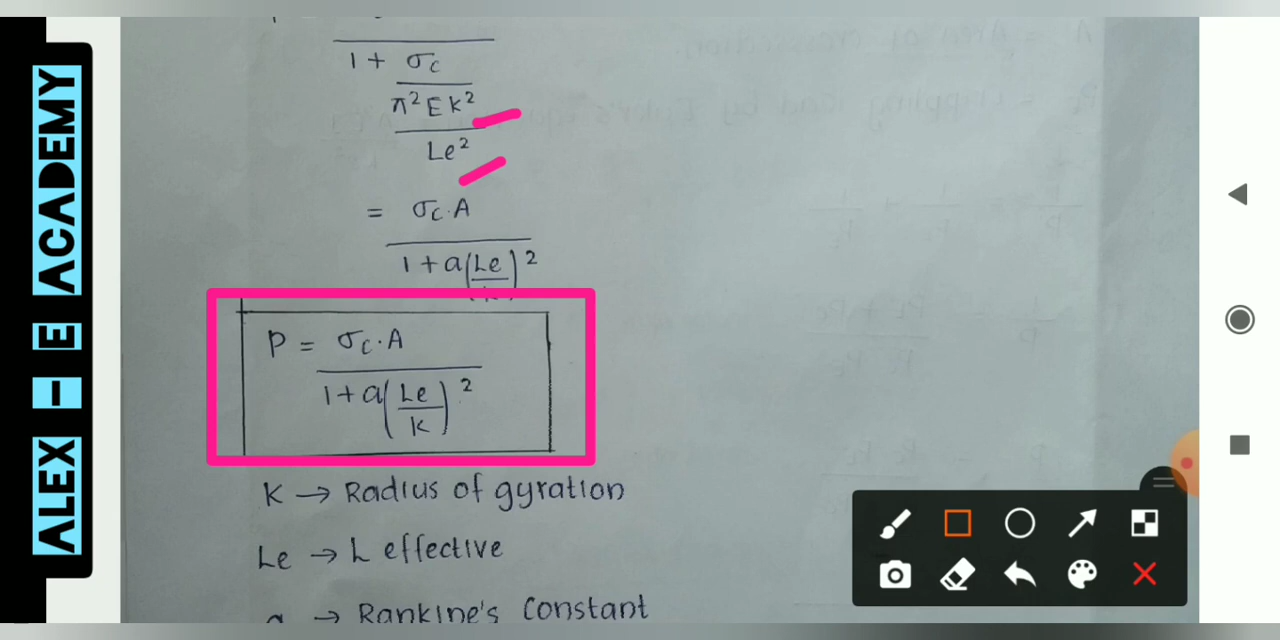 ALEX - E ACADEMY
1 + σc
π²Ek²
Le²
= σc.A
1 + a(Le
)²
P = σc.A
1 + a(Le/k)²
K → Radius of gyration
Le → L effective
→ Rankine's Constant